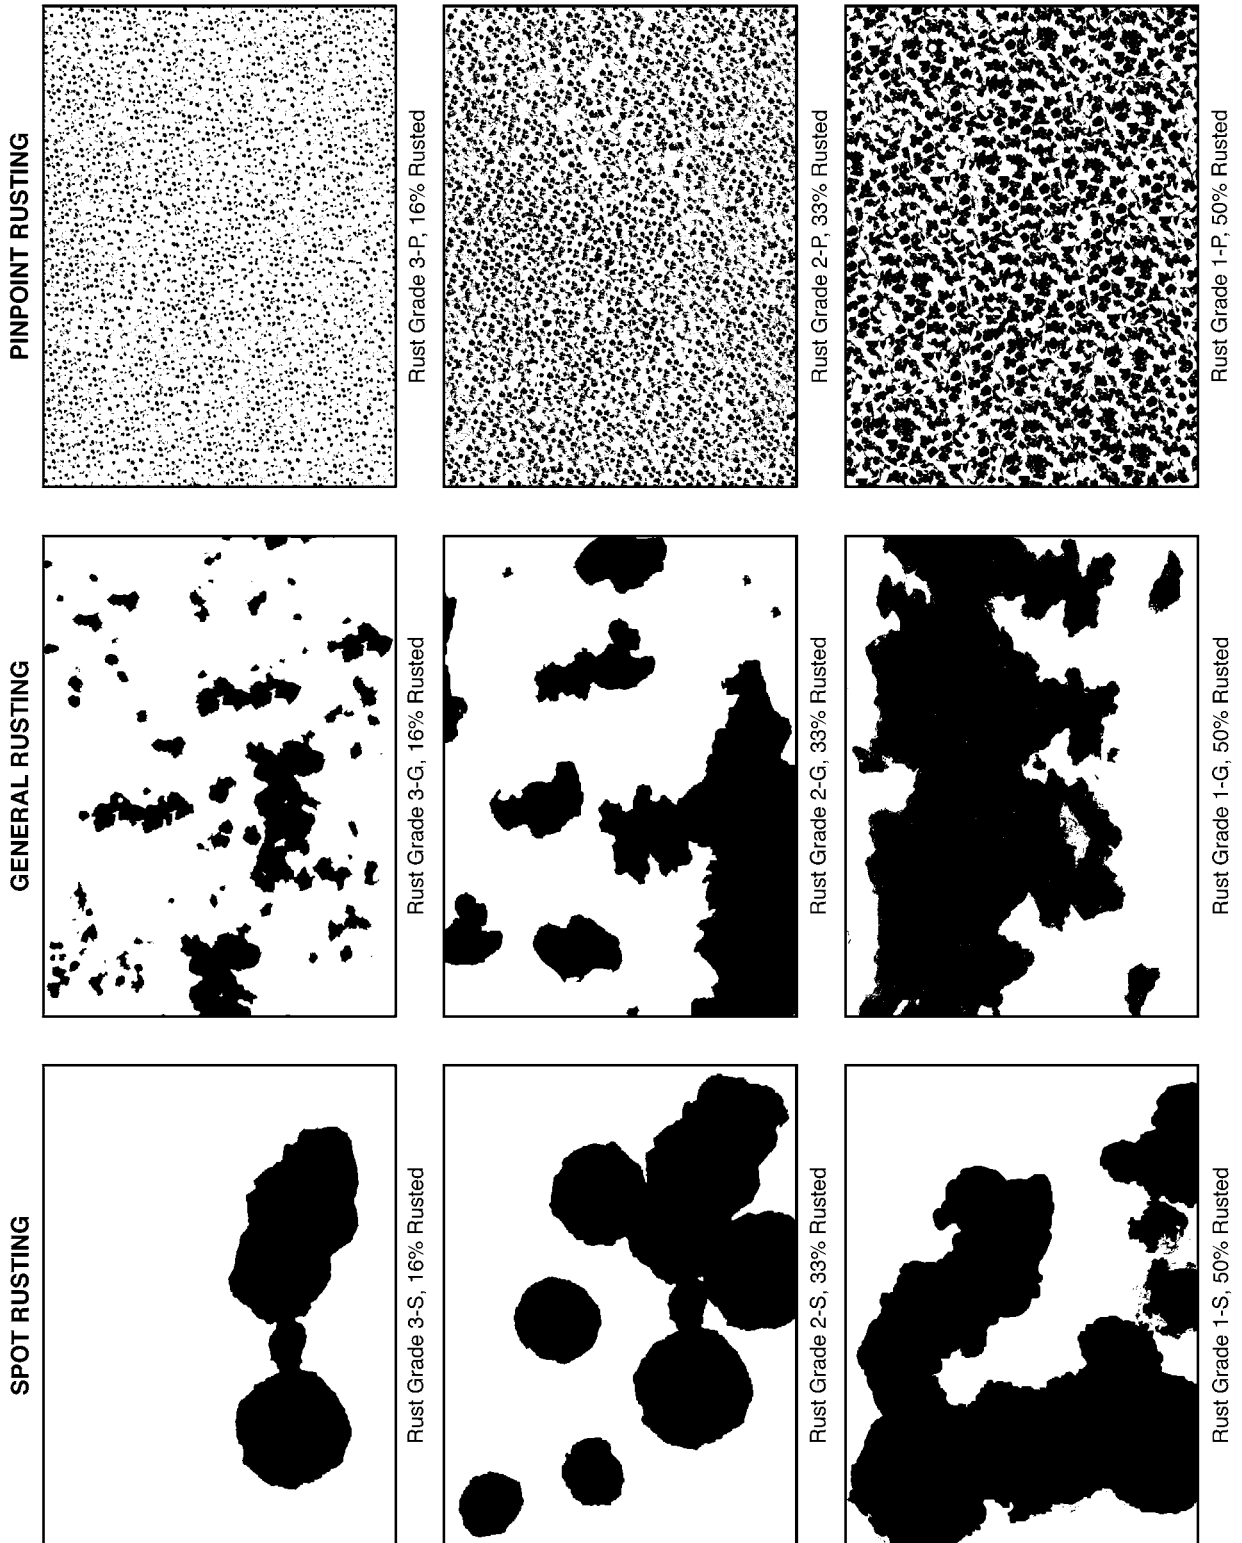 SPOT RUSTING
GENERAL RUSTING
PINPOINT RUSTING
Rust Grade 3-S, 16% Rusted
Rust Grade 3-G, 16% Rusted
Rust Grade 3-P, 16% Rusted
Rust Grade 2-S, 33% Rusted
Rust Grade 2-G, 33% Rusted
Rust Grade 2-P, 33% Rusted
Rust Grade 1-S, 50% Rusted
Rust Grade 1-G, 50% Rusted
Rust Grade 1-P, 50% Rusted